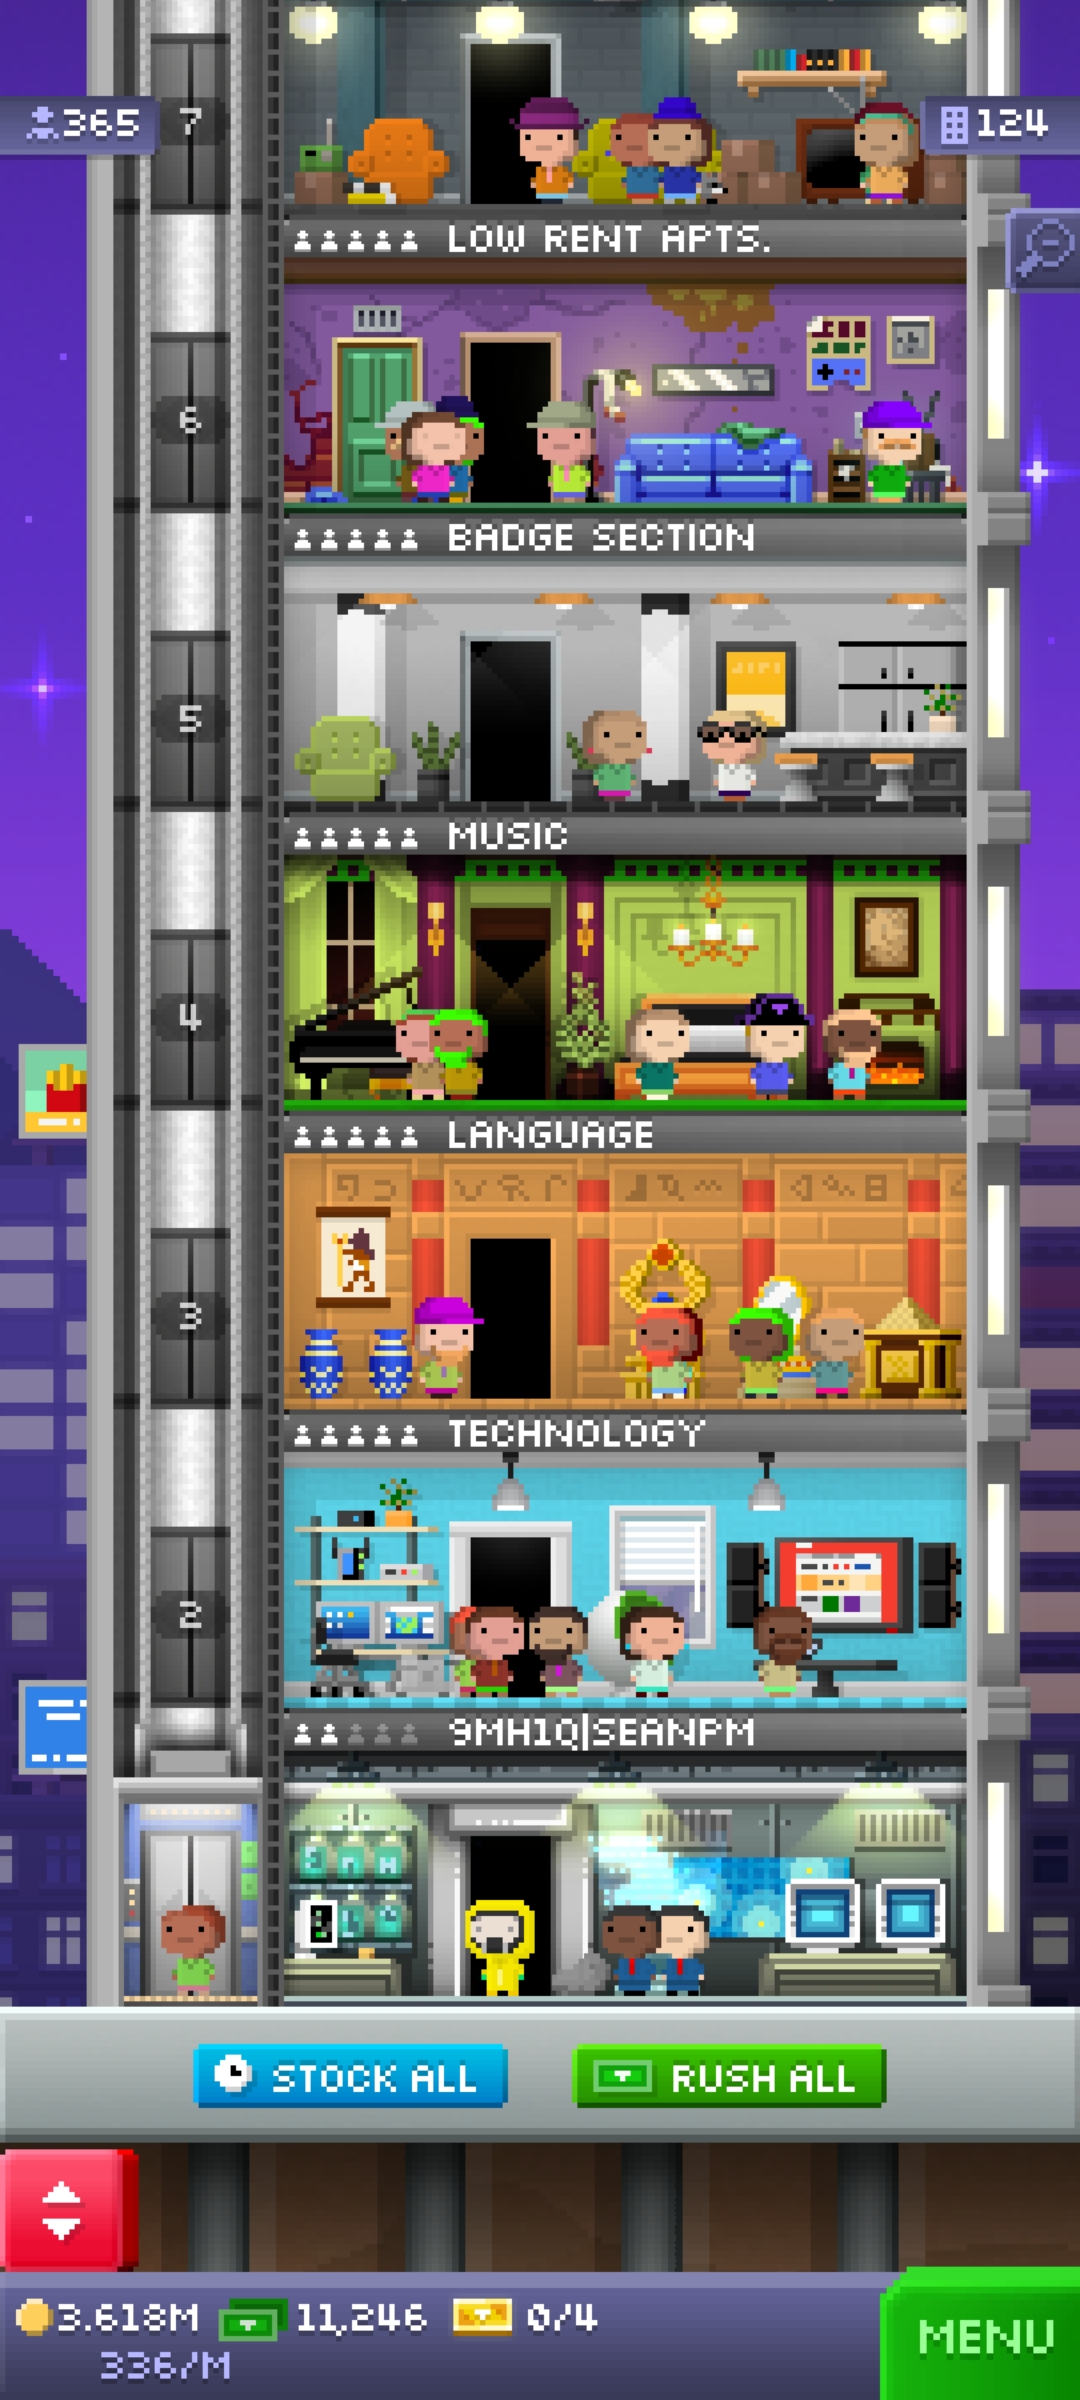 7
365
124
LOW RENT APTS.
6
BADGE SECTION
5
MUSIC
4
LANGUAGE
3
TECHNOLOGY
2
9MH1Q|SEANPM
STOCK ALL
RUSH ALL
3.618M
11,246
0/4
336/M
MENU